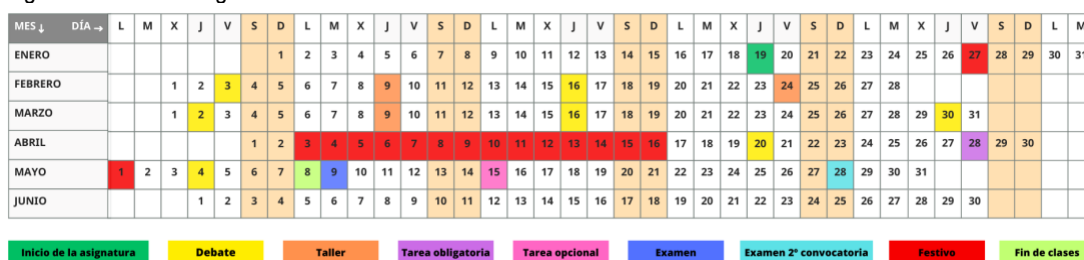 MES↓ DÍA→ L M X J V S D L M X J V S D L M X J V S D L M X J V S D L M X J V S D L M
ENERO 1 2 3 4 5 6 7 8 9 10 11 12 13 14 15 16 17 18 19 20 21 22 23 24 25 26 27 28 29 30 31
FEBRERO 1 2 3 4 5 6 7 8 9 10 11 12 13 14 15 16 17 18 19 20 21 22 23 24 25 26 27 28
MARZO 1 2 3 4 5 6 7 8 9 10 11 12 13 14 15 16 17 18 19 20 21 22 23 24 25 26 27 28 29 30 31
ABRIL 1 2 3 4 5 6 7 8 9 10 11 12 13 14 15 16 17 18 19 20 21 22 23 24 25 26 27 28 29 30
MAYO 1 2 3 4 5 6 7 8 9 10 11 12 13 14 15 16 17 18 19 20 21 22 23 24 25 26 27 28 29 30 31
JUNIO 1 2 3 4 5 6 7 8 9 10 11 12 13 14 15 16 17 18 19 20 21 22 23 24 25 26 27 28 29 30
Inicio de la asignatura Debate Taller Tarea obligatoria Tarea opcional Examen Examen 2º convocatoria Festivo Fin de clases